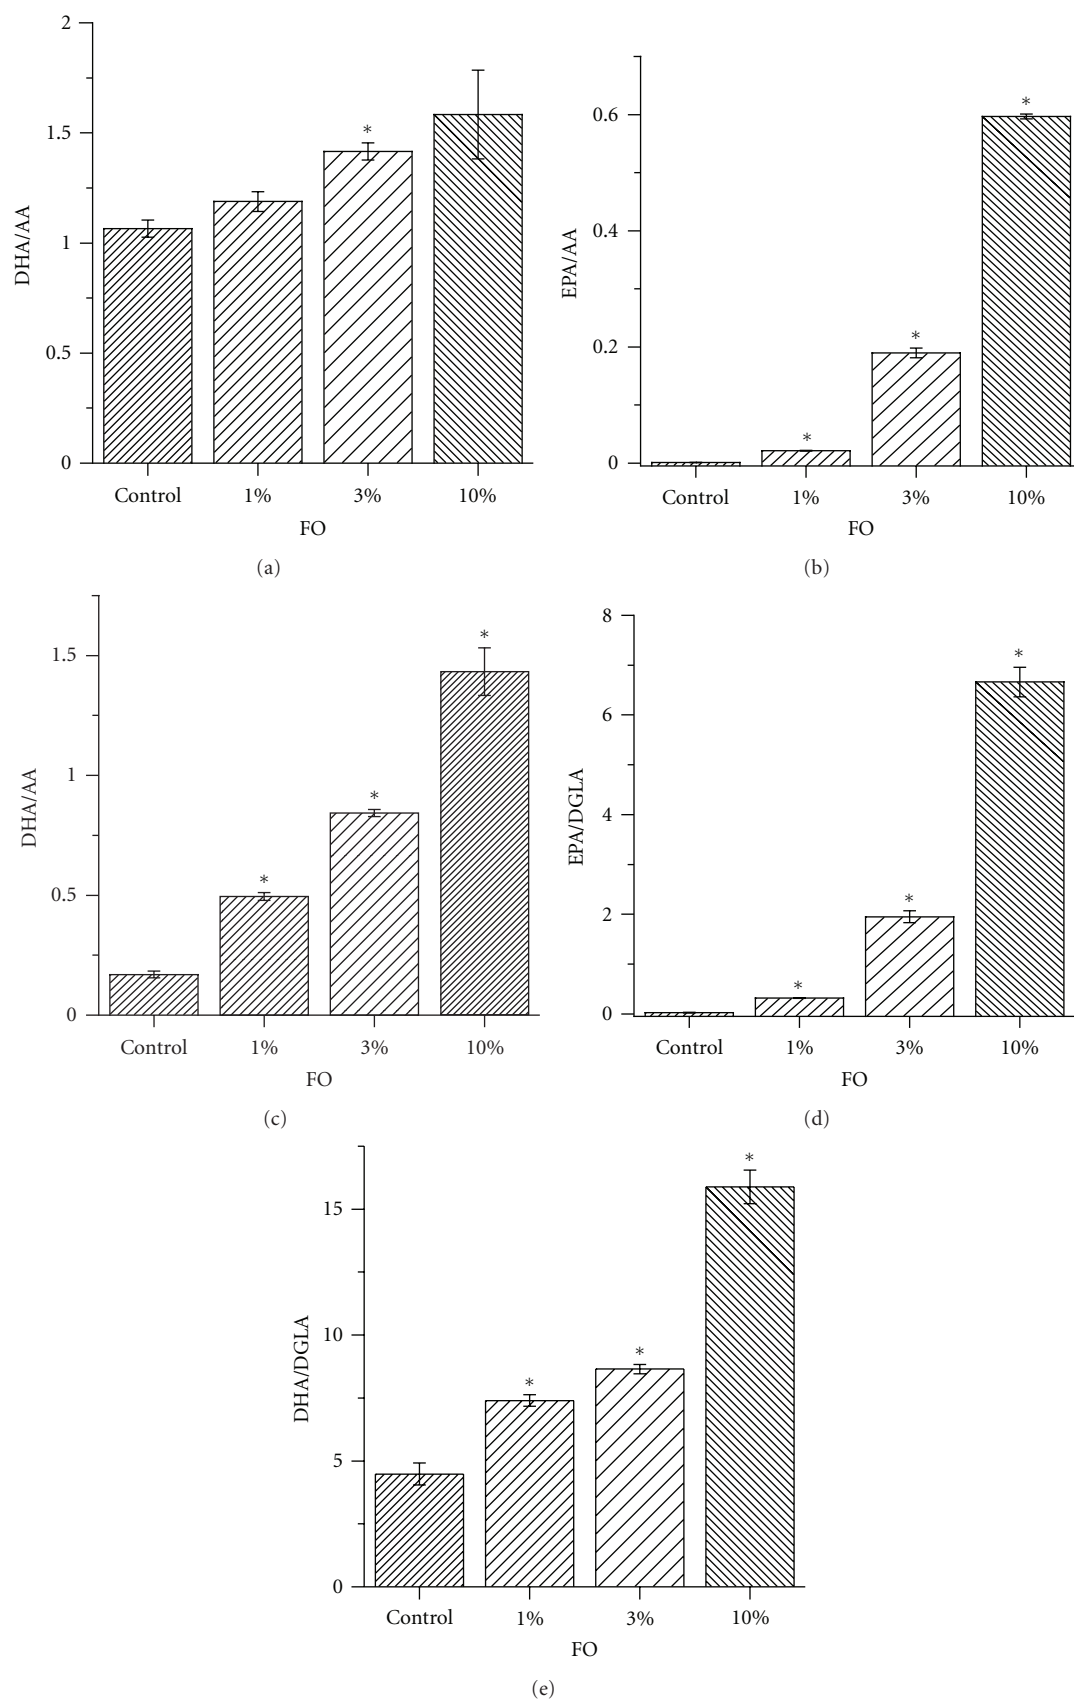 2
1.5
1
0.5
0
DHA/AA
*
Control 1% 3% 10%
FO
(a)
0.6
0.4
0.2
0
EPA/AA
* * *
Control 1% 3% 10%
FO
(b)
1.5
1
0.5
0
DHA/AA
* * *
Control 1% 3% 10%
FO
(c)
8
6
4
2
0
EPA/DGLA
* * *
Control 1% 3% 10%
FO
(d)
15
10
5
0
DHA/DGLA
* * *
Control 1% 3% 10%
FO
(e)